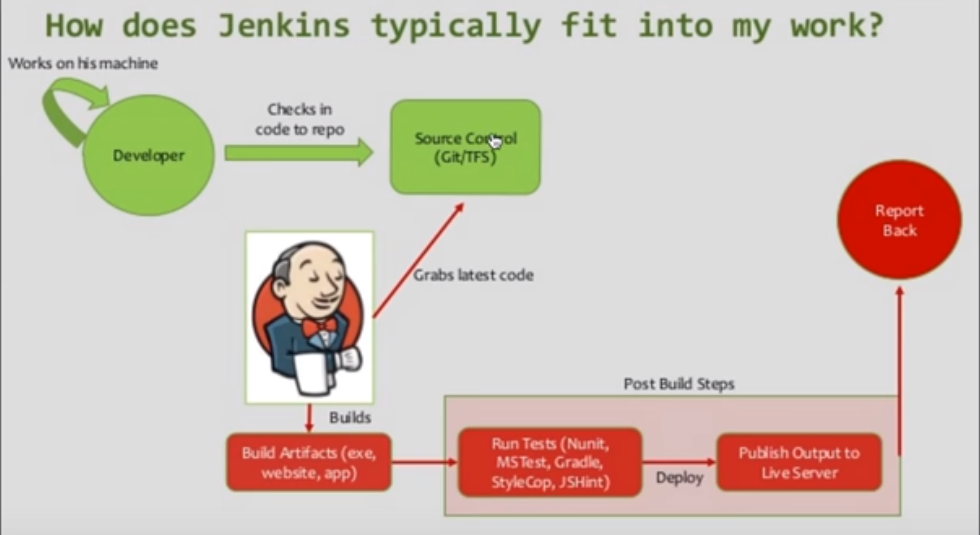 How does Jenkins typically fit into my work?
Works on his machine
Developer
Checks in
code to repo
Source Control
(Git/TFS)
Grabs latest code
Builds
Build Artifacts (exe,
website, app)
Post Build Steps
Run Tests (Nunit,
MSTest, Gradle,
StyleCop, JSHint)
Deploy
Publish Output to
Live Server
Report
Back